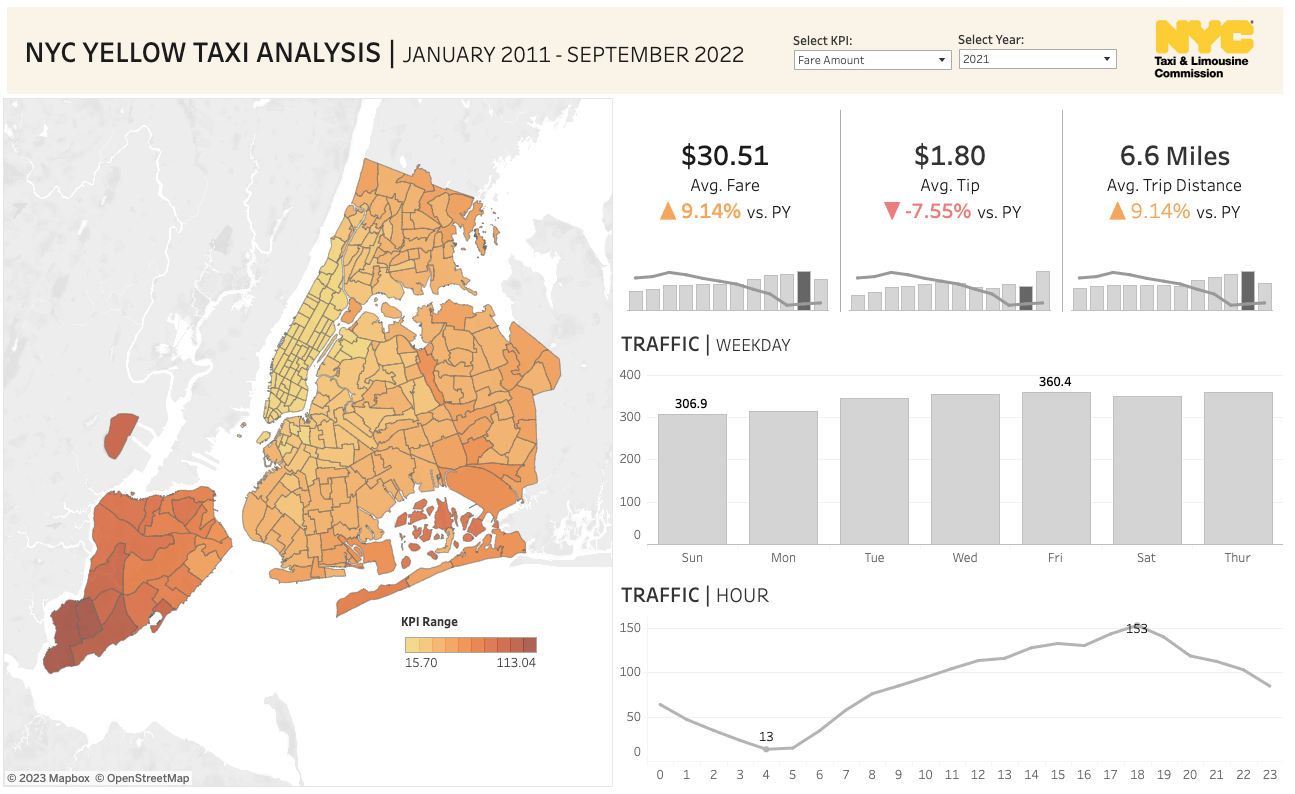 NYC YELLOW TAXI ANALYSIS | JANUARY 2011 - SEPTEMBER 2022
Select KPI:
Fare Amount
Select Year:
2021
NYC
Taxi & Limousine
Commission
$30.51
Avg. Fare
▲ 9.14% vs. PY
$1.80
Avg. Tip
▼ -7.55% vs. PY
6.6 Miles
Avg. Trip Distance
▲ 9.14% vs. PY
TRAFFIC | WEEKDAY
400
300
200
100
0
306.9
360.4
Sun Mon Tue Wed Fri Sat Thur
TRAFFIC | HOUR
150
100
50
0
13
153
0 1 2 3 4 5 6 7 8 9 10 11 12 13 14 15 16 17 18 19 20 21 22 23
KPI Range
15.70 113.04
© 2023 Mapbox © OpenStreetMap